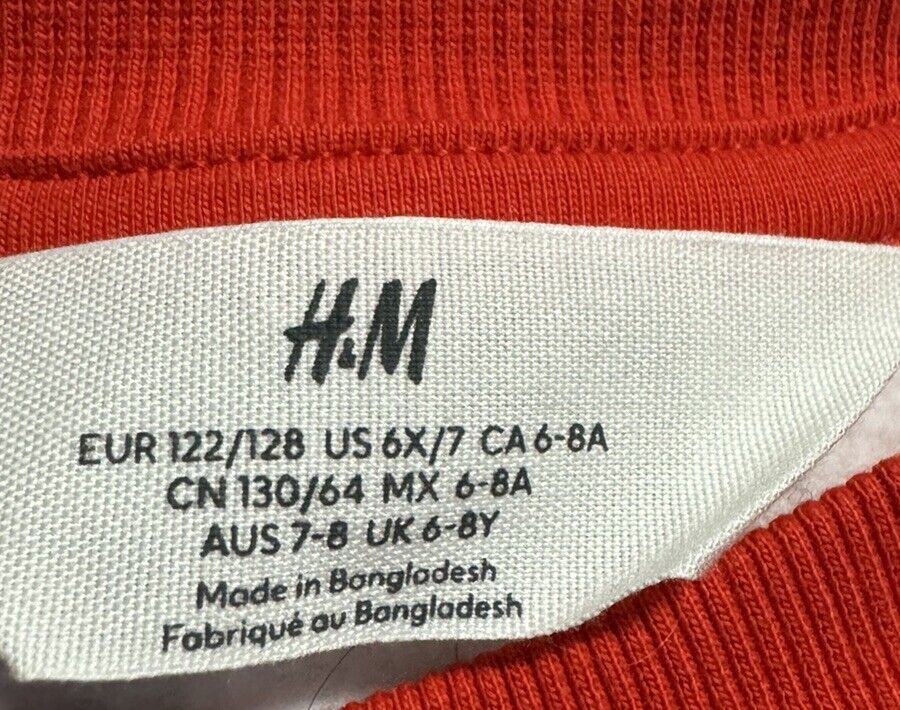 H&M
EUR 122/128 US 6X/7 CA 6-8A
CN 130/64 MX 6-8A
AUS 7-8 UK 6-8Y
Made in Bangladesh
Fabriqué au Bangladesh